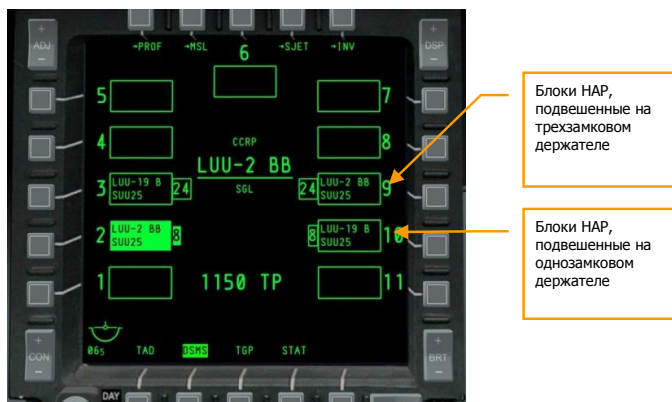 +
ADJ
-
→PROF
→MSL
6
→SJET
→INV
+
DSP
-
5
7
4
CCRP
8
LUU-2 BB
SGL
3
LUU-19 B
SUU25
24
24
LUU-2 BB
SUU25
9
2
LUU-2 BB
SUU25
8
8
LUU-19 B
SUU25
10
1
1150 TP
11
+
CON
-
065
TAD
DSMS
TGP
STAT
+
BRT
-
DAY
Блоки НАР,
подвешенные на
трехзамковом
держателе
Блоки НАР,
подвешенные на
однозамковом
держателе